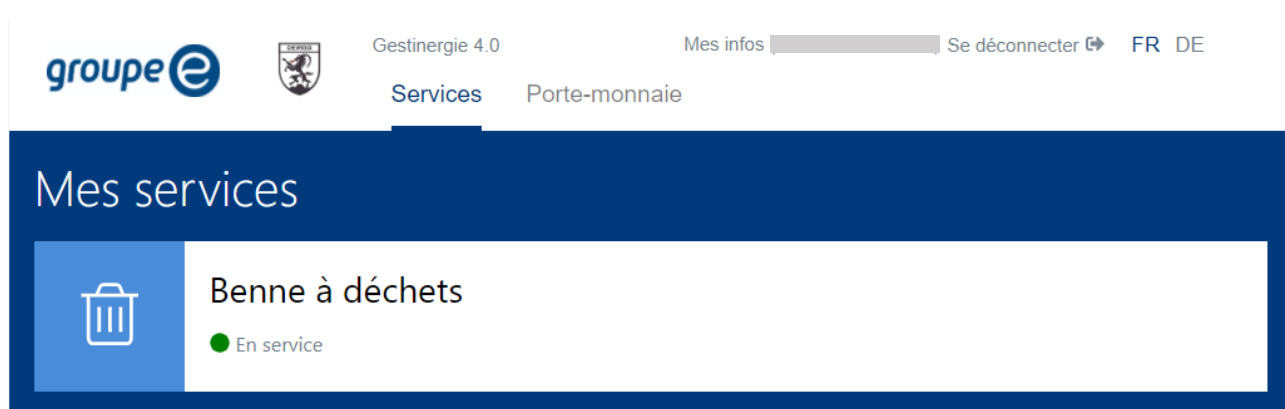 groupe e
Gestinergie 4.0
Mes infos
Se déconnecter
FR DE
Services
Porte-monnaie
Mes services
Benne à déchets
En service